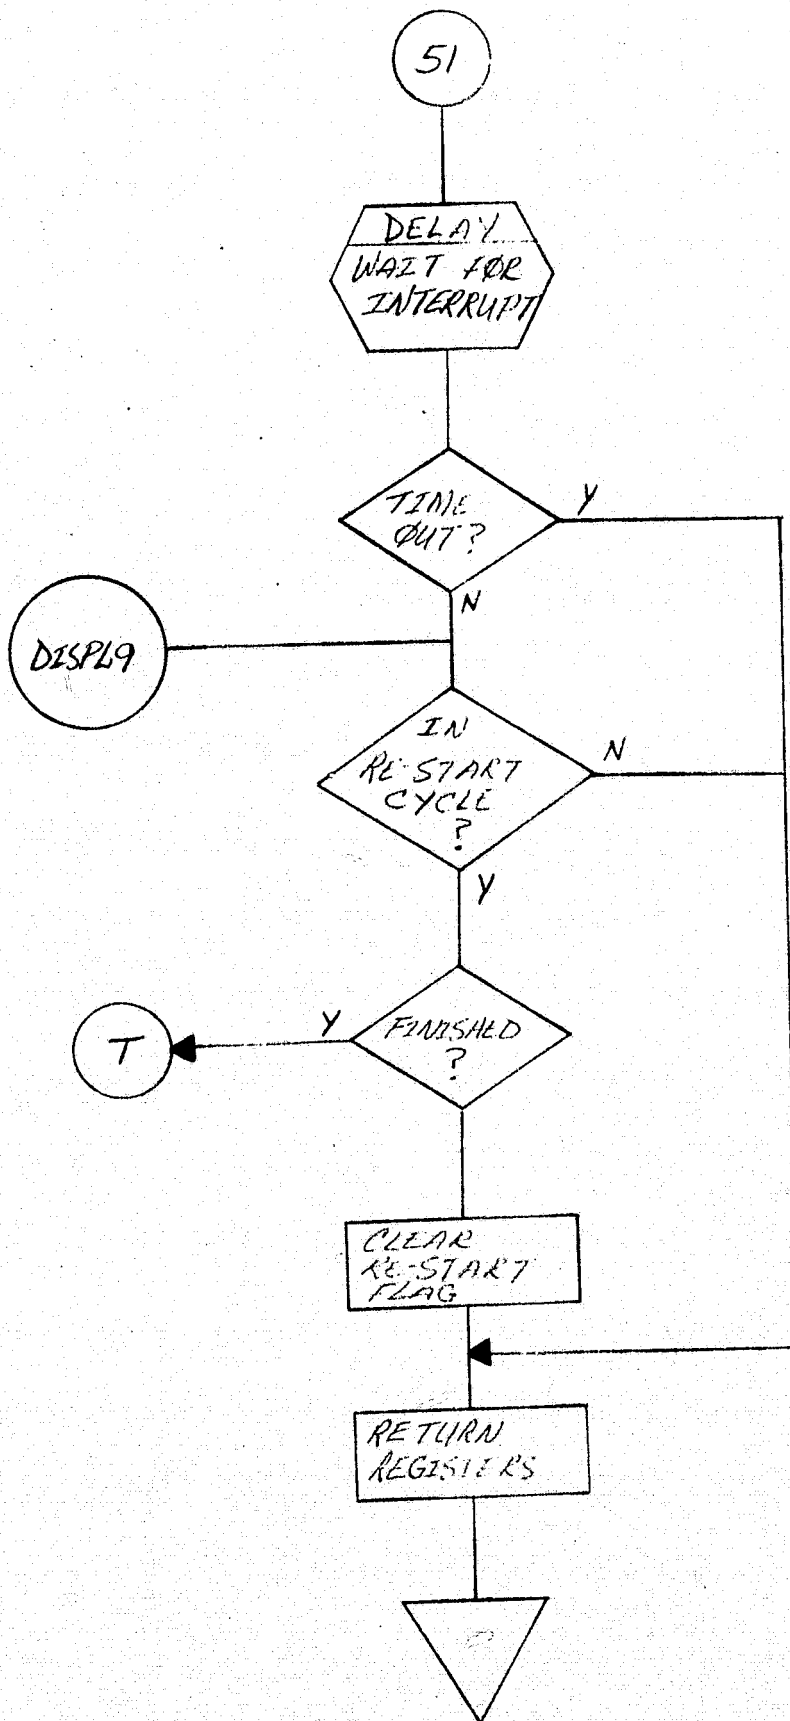 51
DELAY
WAIT FØR
INTERRUPT
TIME
ØUT?
Y
N
DISPL9
IN
RE-START
CYCLE
?
N
Y
FINISHED
?
Y
T
CLEAR
RE-START
FLAG
RETURN
REGISTERS